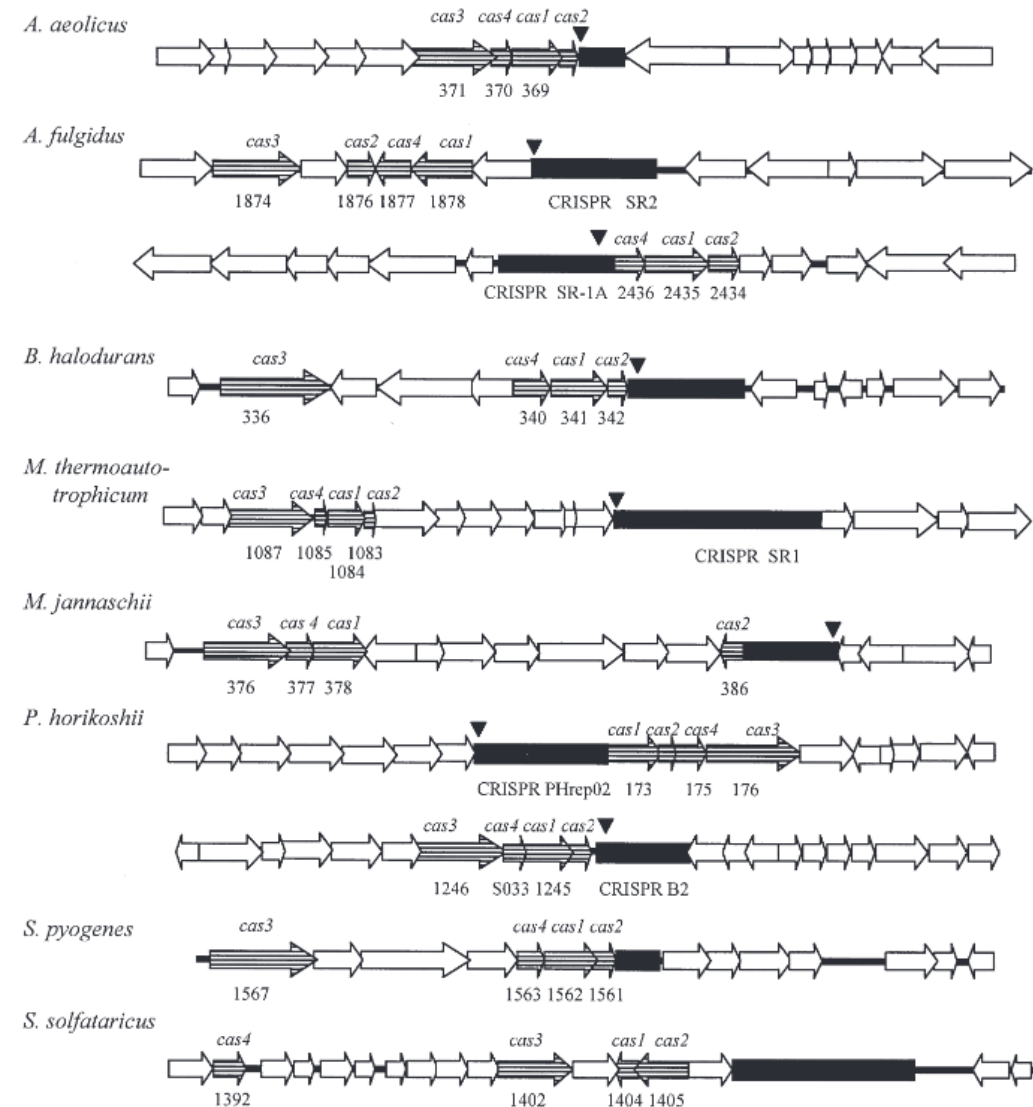 A. aeolicus
cas3 cas4 cas1 cas2
371 370 369
A. fulgidus
cas3 cas2 cas4 cas1
1874 1876 1877 1878 CRISPR SR2
cas4 cas1 cas2
CRISPR SR-1A 2436 2435 2434
B. halodurans
cas3 cas4 cas1 cas2
336 340 341 342
M. thermoauto-
trophicum
cas3 cas4 cas1 cas2
1087 1085 1083 CRISPR SR1
1084
M. jannaschii
cas3 cas 4 cas1 cas2
376 377 378 386
P. horikoshii
cas1 cas2 cas4 cas3
CRISPR PHrep02 173 175 176
cas3 cas4 cas1 cas2
1246 S033 1245 CRISPR B2
S. pyogenes
cas3 cas4 cas1 cas2
1567 1563 1562 1561
S. solfataricus
cas4 cas3 cas1 cas2
1392 1402 1404 1405